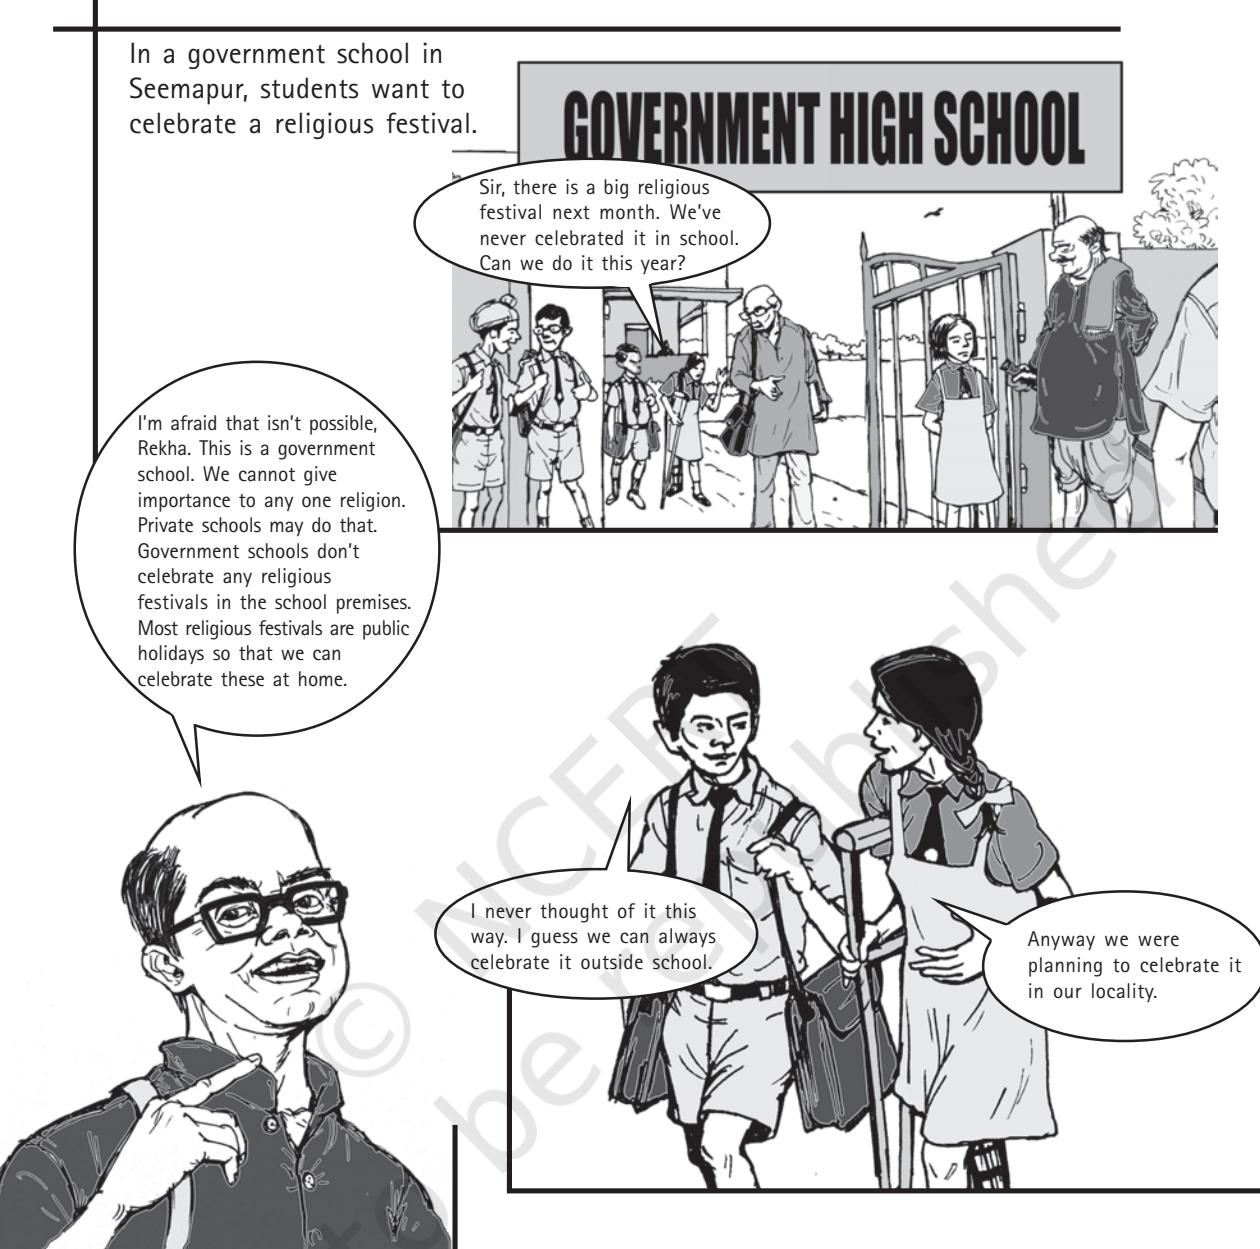 In a government school in
Seemapur, students want to
celebrate a religious festival.
GOVERNMENT HIGH SCHOOL
Sir, there is a big religious
festival next month. We've
never celebrated it in school.
Can we do it this year?
I'm afraid that isn't possible,
Rekha. This is a government
school. We cannot give
importance to any one religion.
Private schools may do that.
Government schools don't
celebrate any religious
festivals in the school premises.
Most religious festivals are public
holidays so that we can
celebrate these at home.
I never thought of it this
way. I guess we can always
celebrate it outside school.
Anyway we were
planning to celebrate it
in our locality.
© NCERT
to be republished